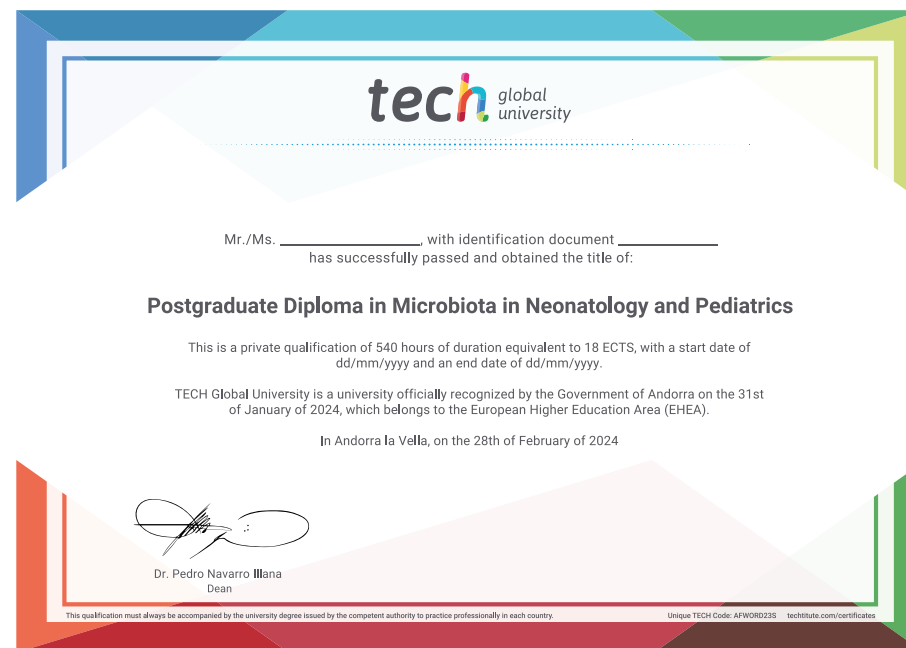 tech global university
Mr./Ms. ________________, with identification document ____________
has successfully passed and obtained the title of:
Postgraduate Diploma in Microbiota in Neonatology and Pediatrics
This is a private qualification of 540 hours of duration equivalent to 18 ECTS, with a start date of
dd/mm/yyyy and an end date of dd/mm/yyyy.
TECH Global University is a university officially recognized by the Government of Andorra on the 31st
of January of 2024, which belongs to the European Higher Education Area (EHEA).
In Andorra la Vella, on the 28th of February of 2024
Dr. Pedro Navarro Illana
Dean
This qualification must always be accompanied by the university degree issued by the competent authority to practice professionally in each country.
Unique TECH Code: AFWORD23S techtitute.com/certificates